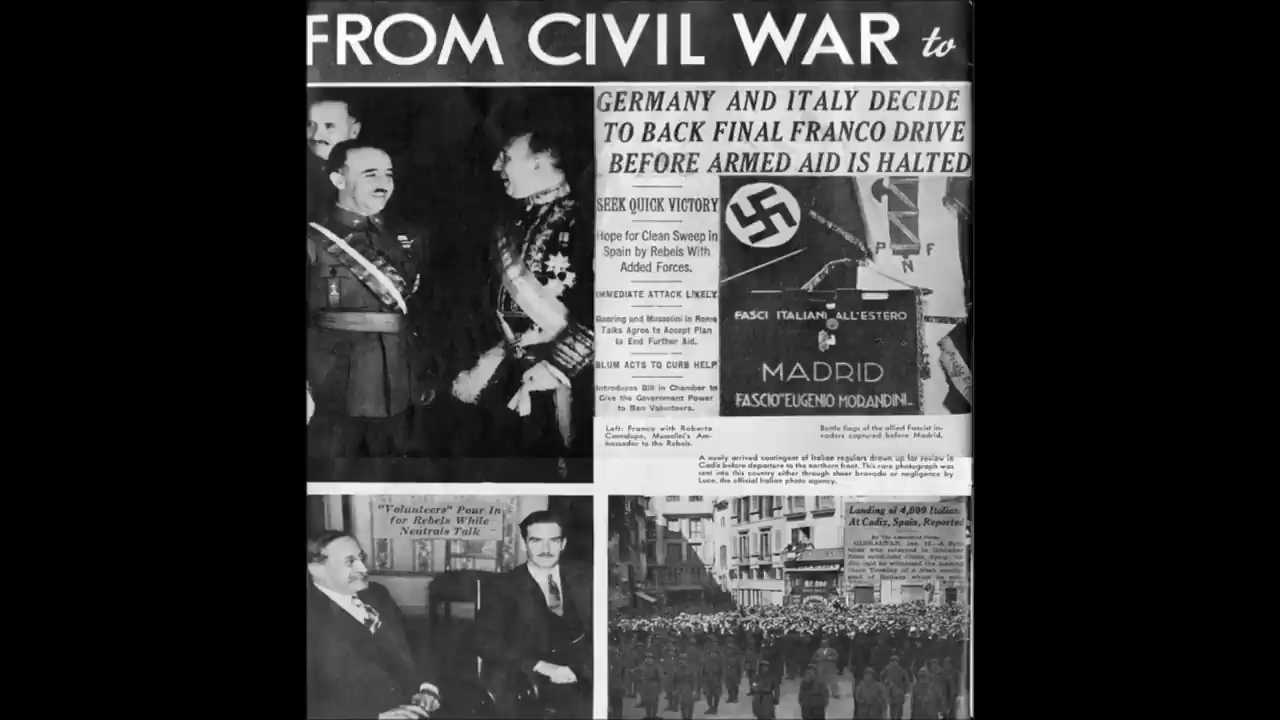 FROM CIVIL WAR to
GERMANY AND ITALY DECIDE
TO BACK FINAL FRANCO DRIVE
BEFORE ARMED AID IS HALTED
SEEK QUICK VICTORY
Hope for Clean Sweep in
Spain by Rebels With
Added Forces.
IMMEDIATE ATTACK LIKELY
Goering and Mussolini in Rome
Talks Agree to Accept Plan
to End Further Aid.
BLUM ACTS TO CURB HELP
Introduces Bill in Chamber to
Give the Government Power
to Ban Volunteers.
P N F
FASCI ITALIANI ALL'ESTERO
MADRID
FASCIO "EUGENIO MORANDINI"
Left: Franco with Roberto
Cantalupo, Mussolini's Am-
bassador to the Rebels.
Battle flags of the allied Fascist in-
vaders captured before Madrid.
A newly arrived contingent of Italian regulars drawn up for review in
Cadiz before departure to the northern front. This rare photograph was
sent into this country either through sheer bravado or negligence by
Luce, the official Italian photo agency.
"Volunteers" Pour In
for Rebels While
Neutrals Talk
Landing of 4,000 Italians
At Cadiz, Spain, Reported
By The Associated Press.